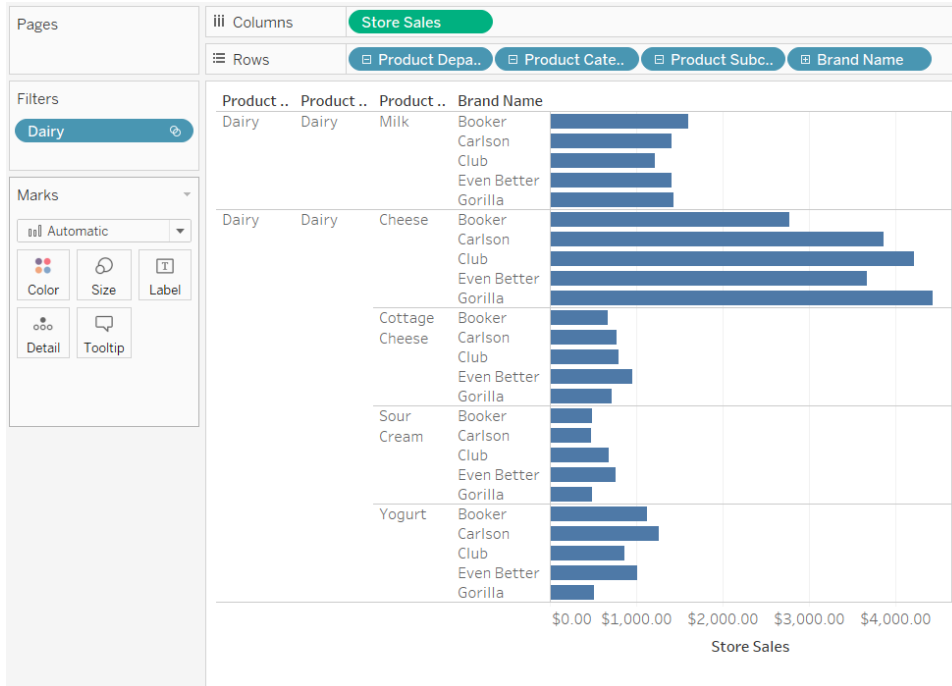 Pages
iii Columns
Store Sales
Rows
Product Depa..
Product Cate..
Product Subc..
Brand Name
Filters
Dairy
Marks
Automatic
Color
Size
T
Label
Detail
Tooltip
Product .. Product .. Product .. Brand Name
Dairy Dairy Milk Booker
Carlson
Club
Even Better
Gorilla
Dairy Dairy Cheese Booker
Carlson
Club
Even Better
Gorilla
Cottage Booker
Cheese Carlson
Club
Even Better
Gorilla
Sour Booker
Cream Carlson
Club
Even Better
Gorilla
Yogurt Booker
Carlson
Club
Even Better
Gorilla
$0.00 $1,000.00 $2,000.00 $3,000.00 $4,000.00
Store Sales